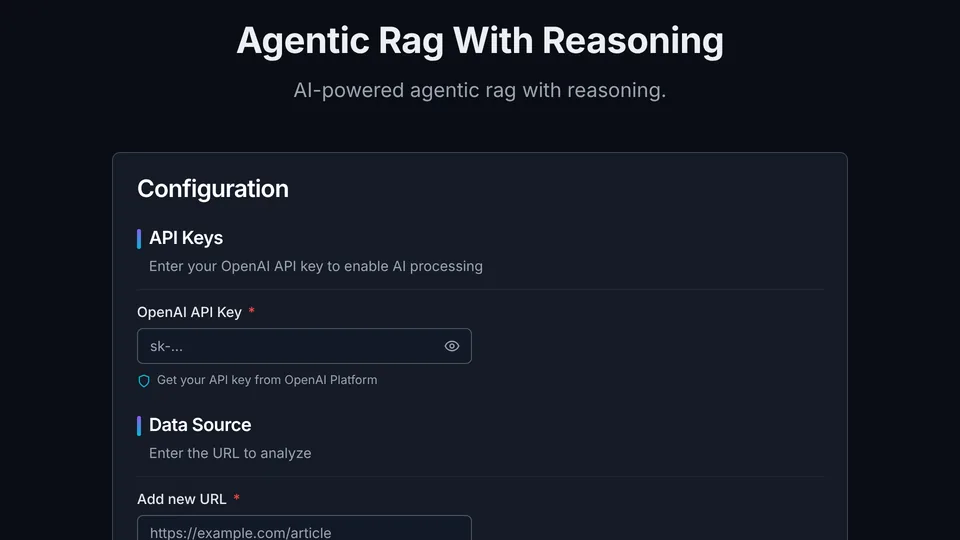 Agentic Rag With Reasoning
AI-powered agentic rag with reasoning.
Configuration
API Keys
Enter your OpenAI API key to enable AI processing
OpenAI API Key *
sk-...
Get your API key from OpenAI Platform
Data Source
Enter the URL to analyze
Add new URL *
https://example.com/article